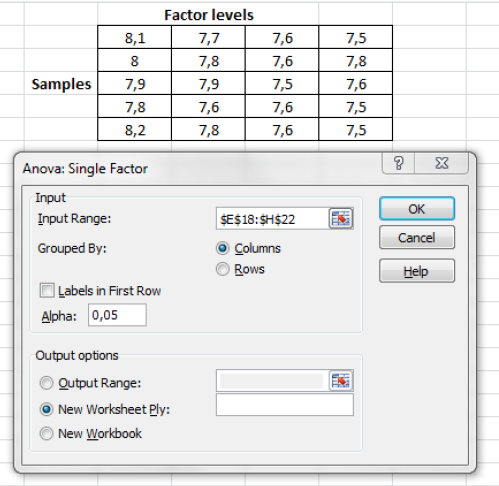 Factor levels
8,1 7,7 7,6 7,5
8 7,8 7,6 7,8
Samples 7,9 7,9 7,5 7,6
7,8 7,6 7,6 7,5
8,2 7,8 7,6 7,5
Anova: Single Factor
Input
Input Range: $E$18:$H$22
Grouped By: Columns
Rows
Labels in First Row
Alpha: 0,05
OK
Cancel
Help
Output options
Output Range:
New Worksheet Ply:
New Workbook